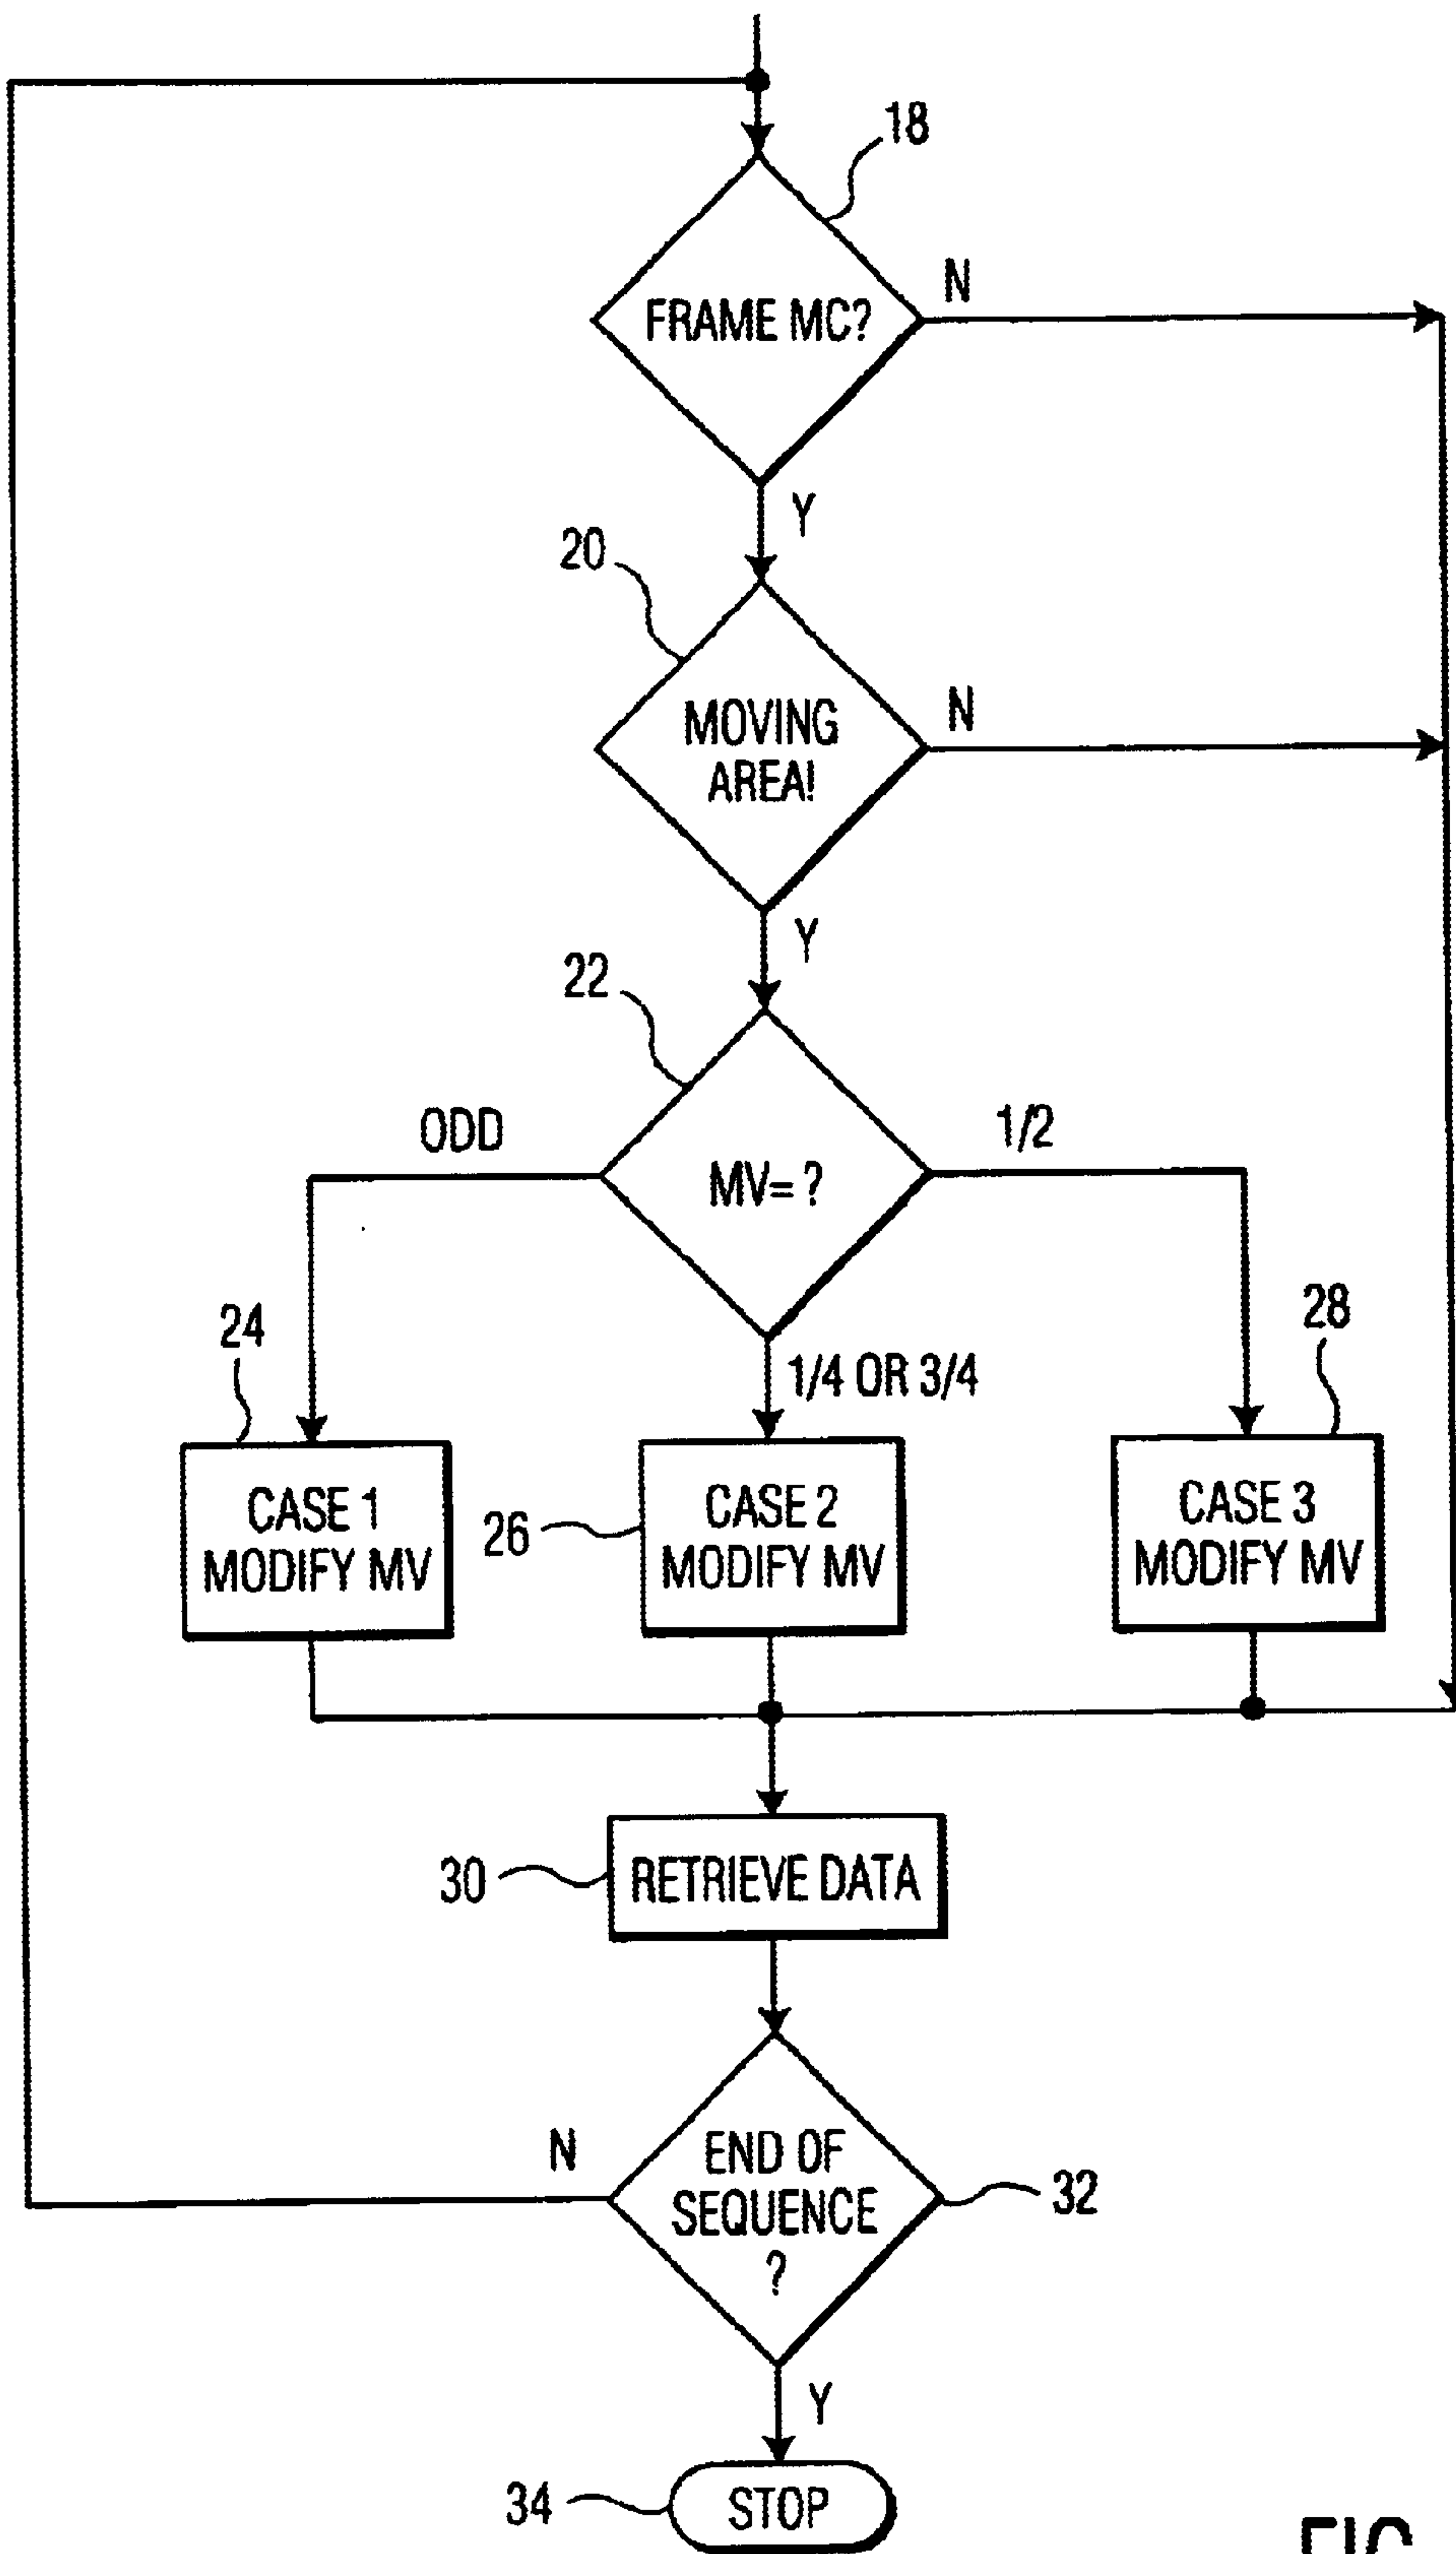 18
FRAME MC?
N
Y
20
MOVING
AREA!
N
Y
22
ODD
MV= ?
1/2
1/4 OR 3/4
24
CASE 1
MODIFY MV
26
CASE 2
MODIFY MV
28
CASE 3
MODIFY MV
30
RETRIEVE DATA
N
END OF
SEQUENCE
?
32
Y
34
STOP